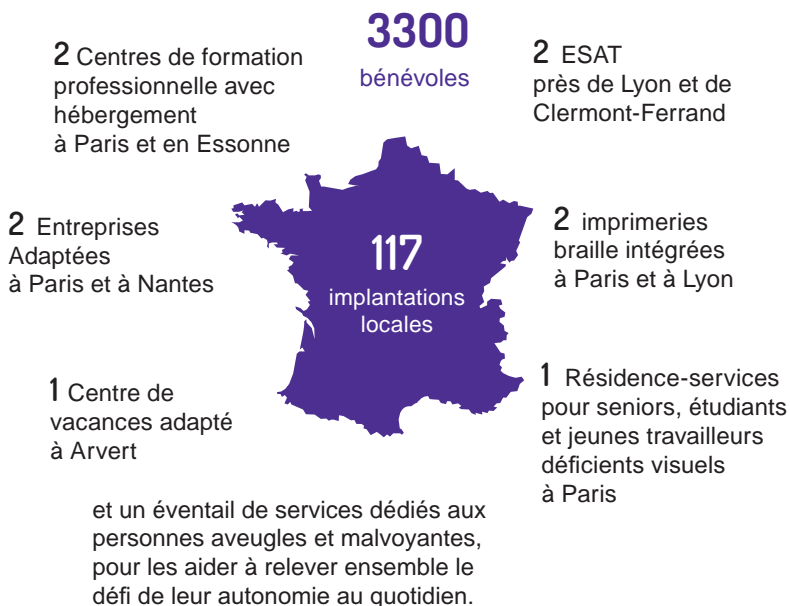 3300
bénévoles
2 Centres de formation
professionnelle avec
hébergement
à Paris et en Essonne
2 ESAT
près de Lyon et de
Clermont-Ferrand
2 Entreprises
Adaptées
à Paris et à Nantes
117
implantations
locales
2 imprimeries
braille intégrées
à Paris et à Lyon
1 Centre de
vacances adapté
à Arvert
1 Résidence-services
pour seniors, étudiants
et jeunes travailleurs
déficients visuels
à Paris
et un éventail de services dédiés aux
personnes aveugles et malvoyantes,
pour les aider à relever ensemble le
défi de leur autonomie au quotidien.